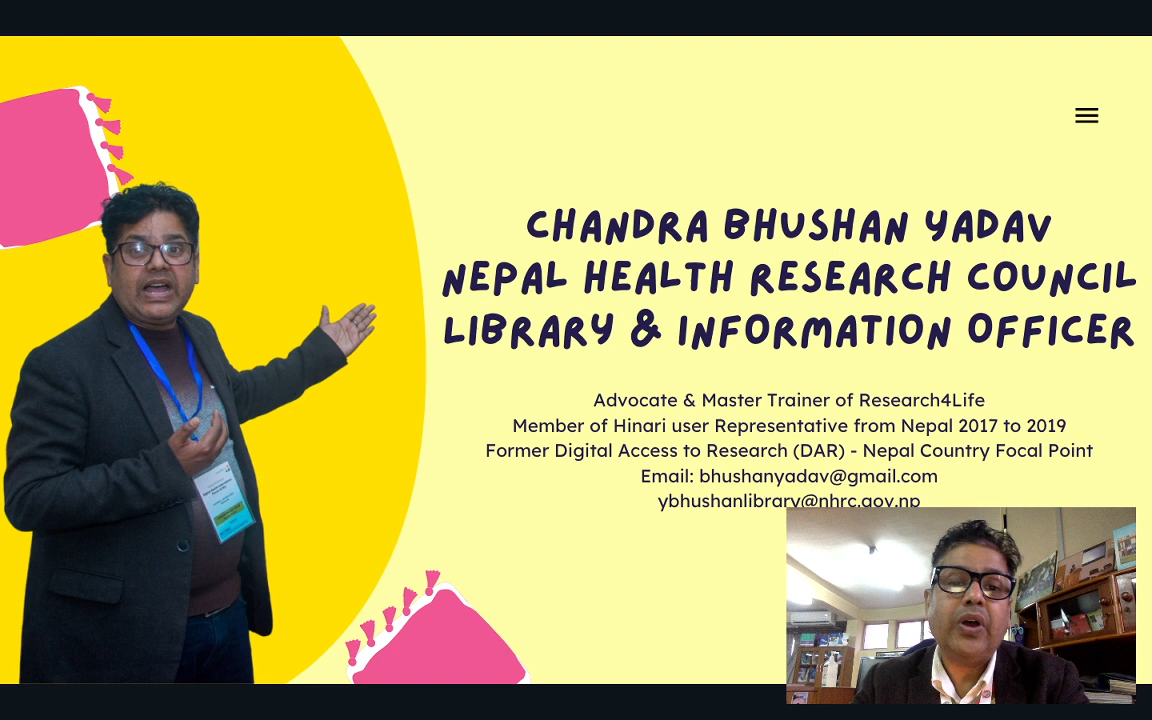 CHANDRA BHUSHAN YADAV
NEPAL HEALTH RESEARCH COUNCIL
LIBRARY & INFORMATION OFFICER
Advocate & Master Trainer of Research4Life
Member of Hinari user Representative from Nepal 2017 to 2019
Former Digital Access to Research (DAR) - Nepal Country Focal Point
Email: bhushanyadav@gmail.com
ybhushanlibrary@nhrc.gov.np